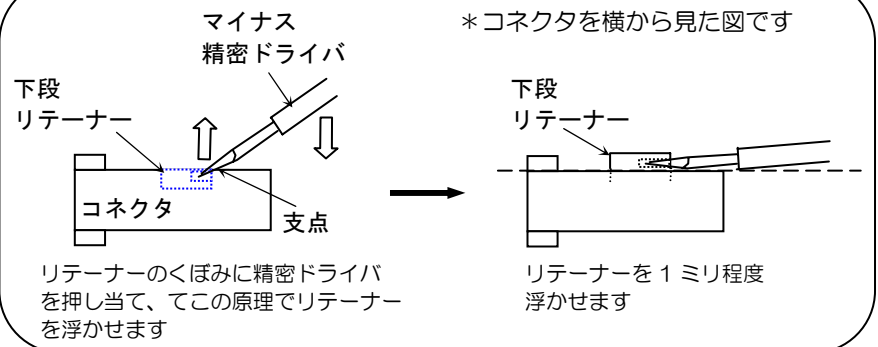 マイナス
精密ドライバ
＊コネクタを横から見た図です
下段
リテーナー
コネクタ
支点
リテーナーのくぼみに精密ドライバ
を押し当て、てこの原理でリテーナー
を浮かせます
下段
リテーナー
リテーナーを 1 ミリ程度
浮かせます